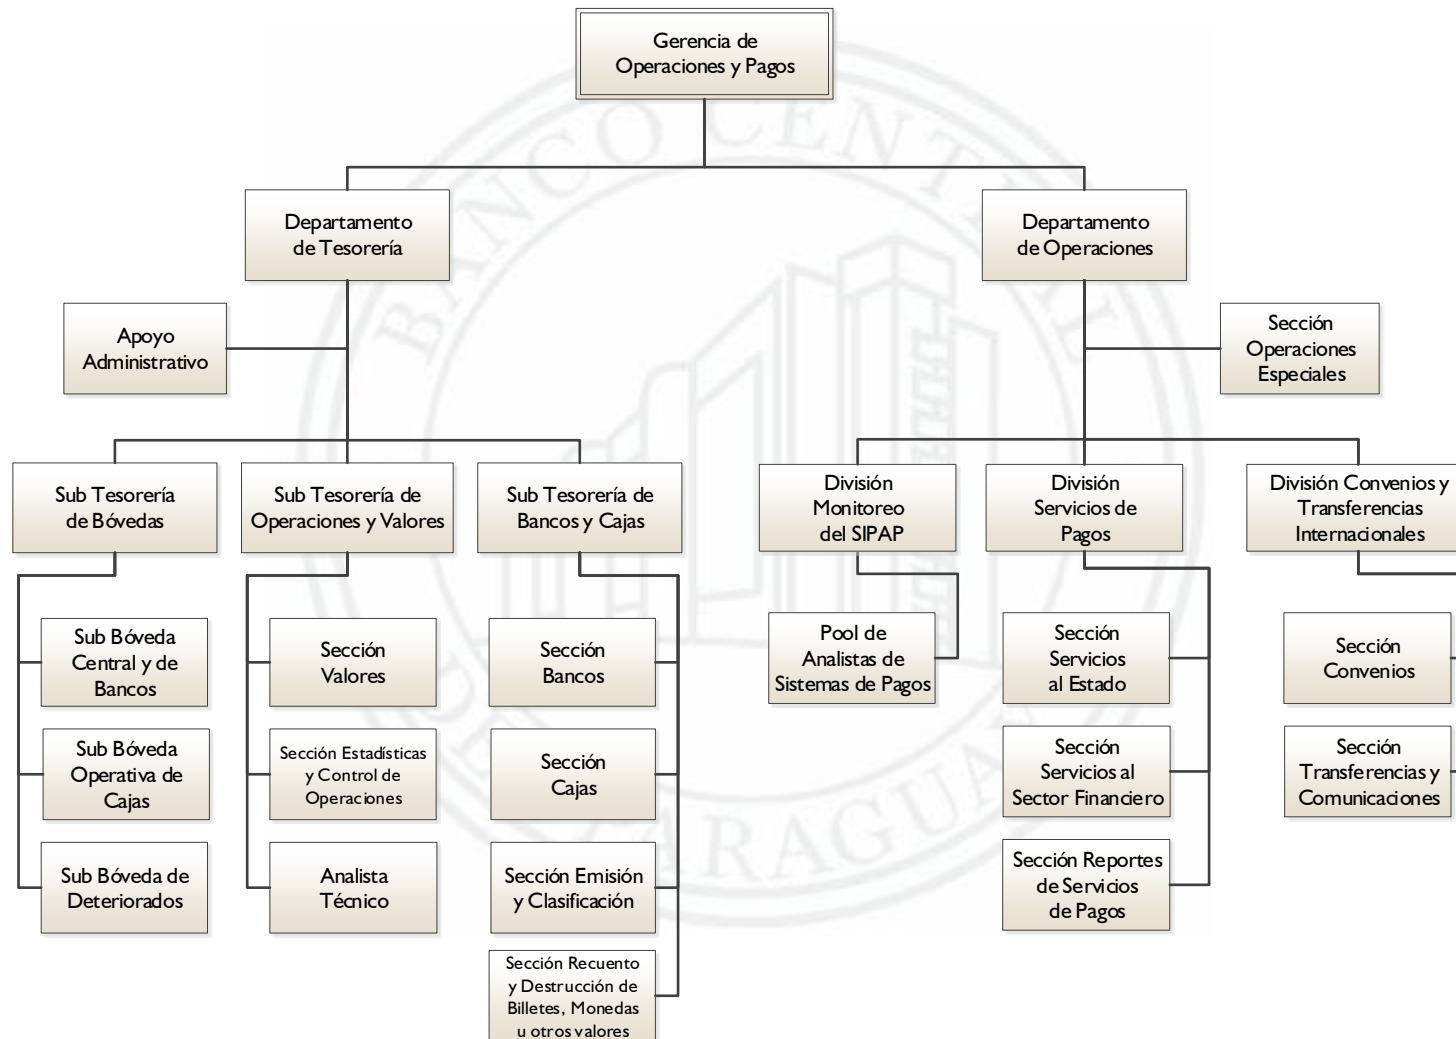 Gerencia de
Operaciones y Pagos
Departamento
de Tesorería
Departamento
de Operaciones
Apoyo
Administrativo
Sección
Operaciones
Especiales
Sub Tesorería
de Bóvedas
Sub Tesorería de
Operaciones y Valores
Sub Tesorería de
Bancos y Cajas
División
Monitoreo
del SIPAP
División
Servicios de
Pagos
División Convenios y
Transferencias
Internacionales
Sub Bóveda
Central y de
Bancos
Sección
Valores
Sección
Bancos
Pool de
Analistas de
Sistemas de Pagos
Sección
Servicios
al Estado
Sección
Convenios
Sub Bóveda
Operativa de
Cajas
Sección Estadísticas
y Control de
Operaciones
Sección
Cajas
Sección
Servicios al
Sector Financiero
Sección
Transferencias y
Comunicaciones
Sub Bóveda de
Deteriorados
Analista
Técnico
Sección Emisión
y Clasificación
Sección Reportes
de Servicios
de Pagos
Sección Recuento
y Destrucción de
Billetes, Monedas
u otros valores
BANCO CENTRAL
DEL PARAGUAY